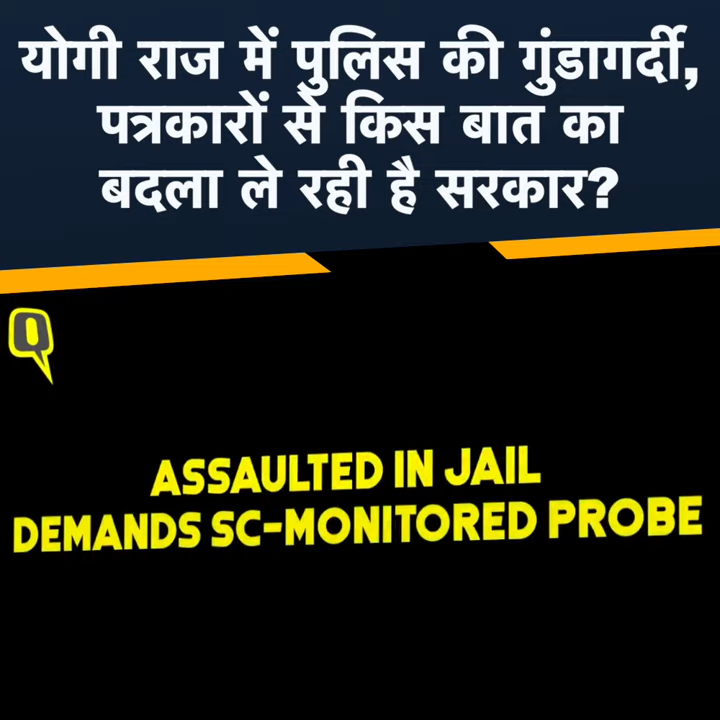 योगी राज में पुलिस की गुंडागर्दी,
पत्रकारों से किस बात का
बदला ले रही है सरकार?
Q
ASSAULTED IN JAIL
DEMANDS SC-MONITORED PROBE